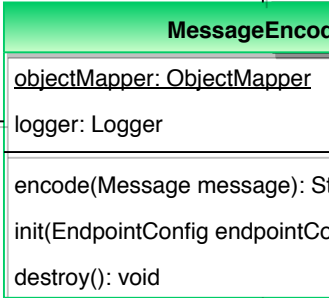 MessageEncod
objectMapper: ObjectMapper
logger: Logger
encode(Message message): St
init(EndpointConfig endpointCo
destroy(): void